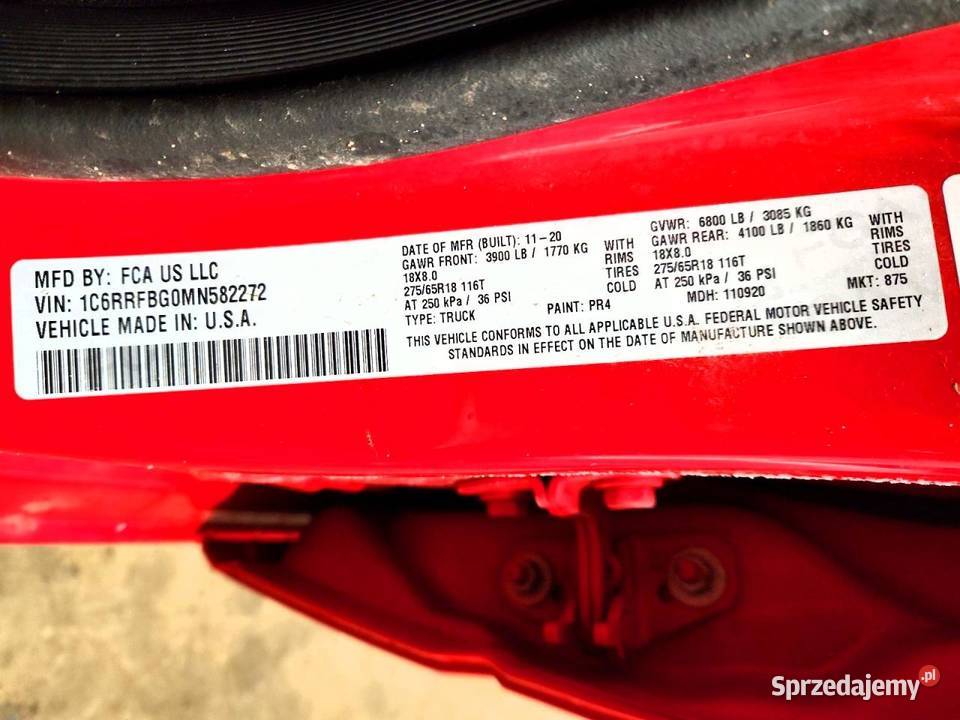 MFD BY: FCA US LLC
VIN: 1C6RRFBG0MN582272
VEHICLE MADE IN: U.S.A.
DATE OF MFR (BUILT): 11-20
GAWR FRONT: 3900 LB / 1770 KG WITH
18X8.0 RIMS
275/65R18 116T TIRES
AT 250 kPa / 36 PSI COLD
TYPE: TRUCK PAINT: PR4
GVWR: 6800 LB / 3085 KG
GAWR REAR: 4100 LB / 1860 KG WITH
18X8.0 RIMS
275/65R18 116T TIRES
AT 250 kPa / 36 PSI COLD
MDH: 110920 MKT: 875
THIS VEHICLE CONFORMS TO ALL APPLICABLE U.S.A. FEDERAL MOTOR VEHICLE SAFETY
STANDARDS IN EFFECT ON THE DATE OF MANUFACTURE SHOWN ABOVE.
Sprzedajemy.pl